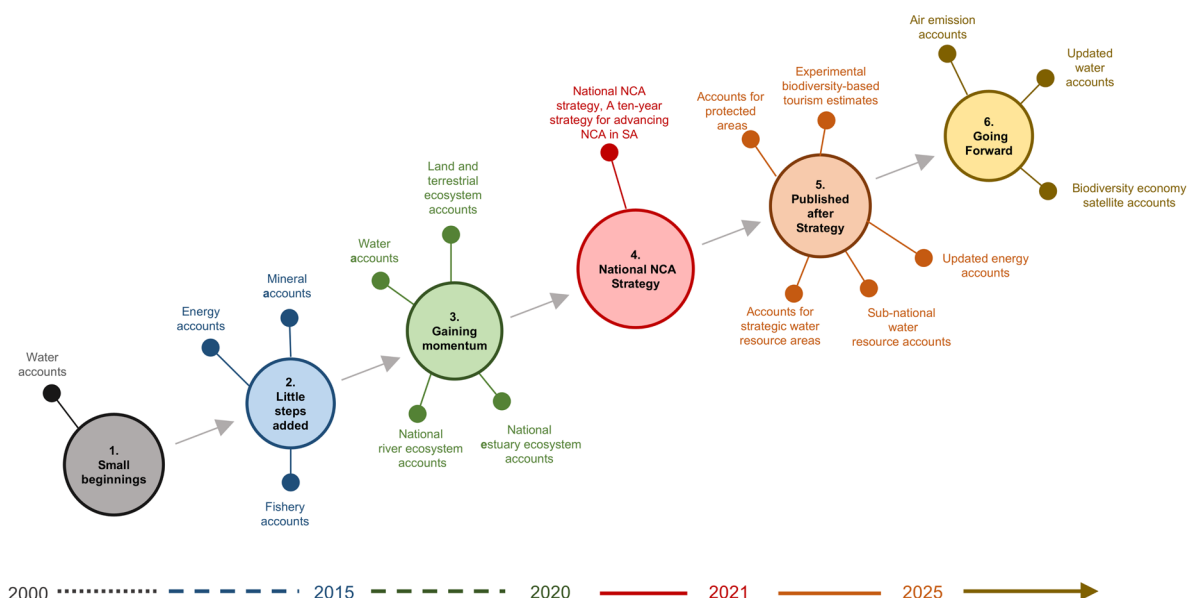 Water
accounts
1.
Small
beginnings
Energy
accounts
Mineral
accounts
2.
Little
steps
added
Fishery
accounts
Water
accounts
Land and
terrestrial
ecosystem
accounts
3.
Gaining
momentum
National
river ecosystem
accounts
National
estuary ecosystem
accounts
National NCA
strategy, A ten-year
strategy for advancing
NCA in SA
4.
National NCA
Strategy
Accounts for
protected
areas
Experimental
biodiversity-based
tourism estimates
5.
Published
after
Strategy
Accounts for
strategic water
resource areas
Sub-national
water
resource accounts
Updated energy
accounts
Air emission
accounts
Updated
water
accounts
6.
Going
Forward
Biodiversity economy
satellite accounts
2000
2015
2020
2021
2025